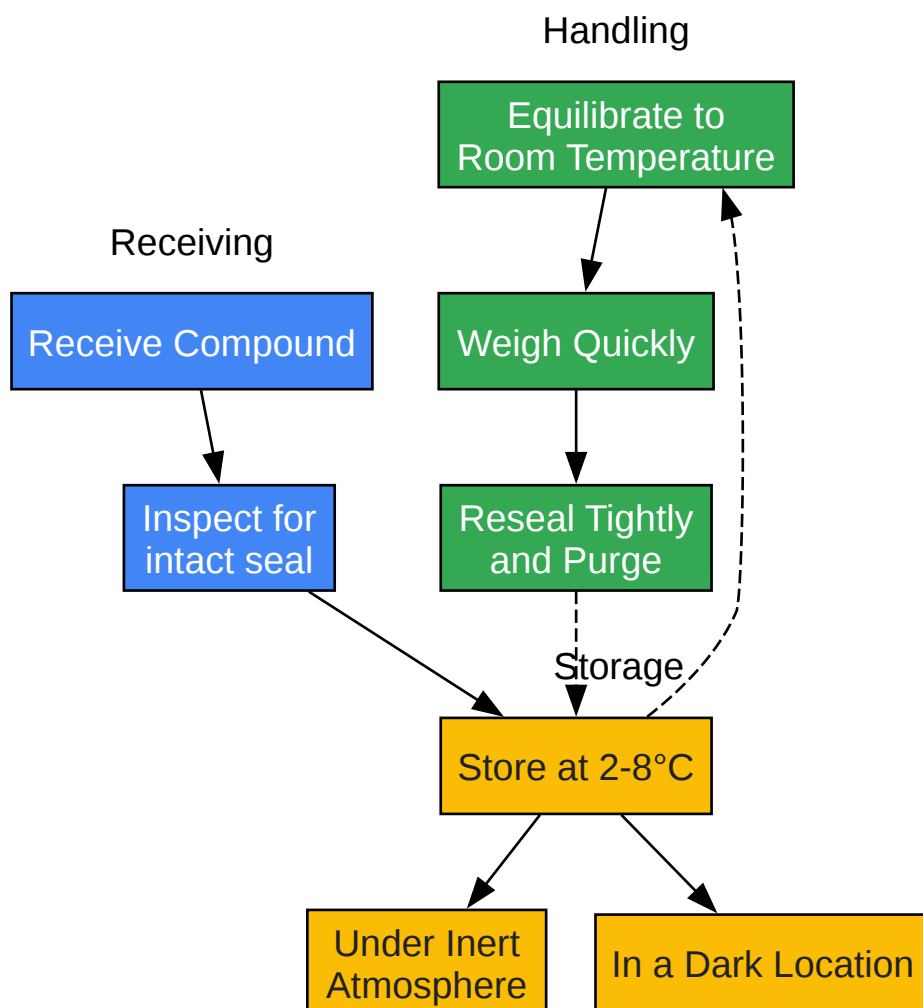 Handling
Equilibrate to
Room Temperature
Receiving
Receive Compound
Weigh Quickly
Inspect for
intact seal
Reseal Tightly
and Purge
Storage
Store at 2-8°C
Under Inert
Atmosphere
In a Dark Location